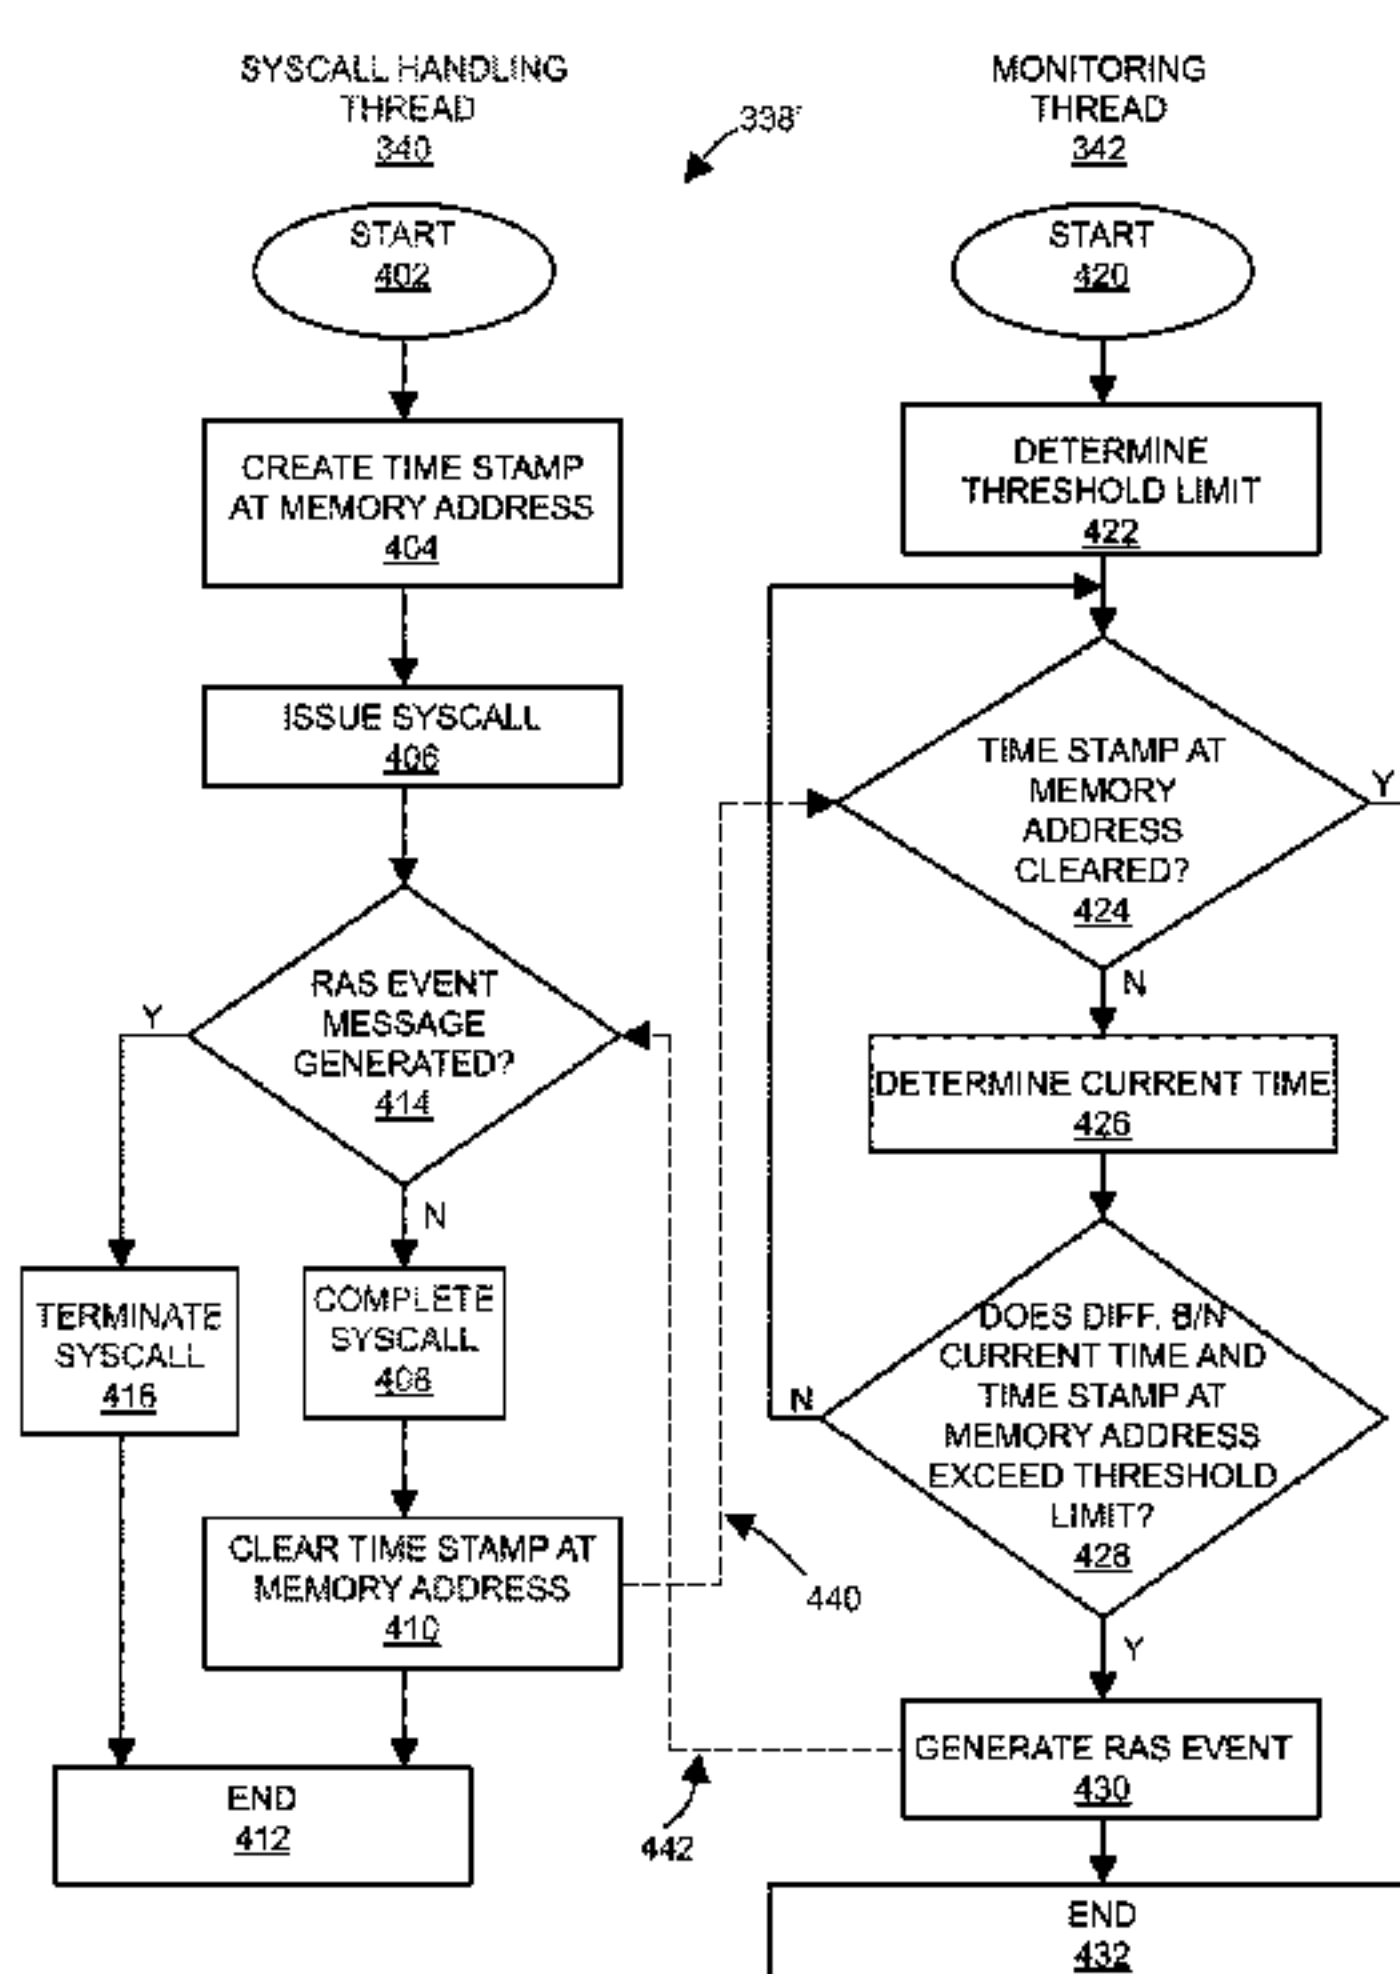 SYSCALL HANDLING
THREAD
340
338'
MONITORING
THREAD
342
START
402
START
420
CREATE TIME STAMP
AT MEMORY ADDRESS
404
DETERMINE
THRESHOLD LIMIT
422
ISSUE SYSCALL
406
TIME STAMP AT
MEMORY
ADDRESS
CLEARED?
424
Y
N
RAS EVENT
MESSAGE
GENERATED?
414
Y
N
DETERMINE CURRENT TIME
426
TERMINATE
SYSCALL
416
COMPLETE
SYSCALL
408
DOES DIFF. B/N
CURRENT TIME AND
TIME STAMP AT
MEMORY ADDRESS
EXCEED THRESHOLD
LIMIT?
428
N
Y
CLEAR TIME STAMP AT
MEMORY ADDRESS
410
440
GENERATE RAS EVENT
430
END
412
442
END
432